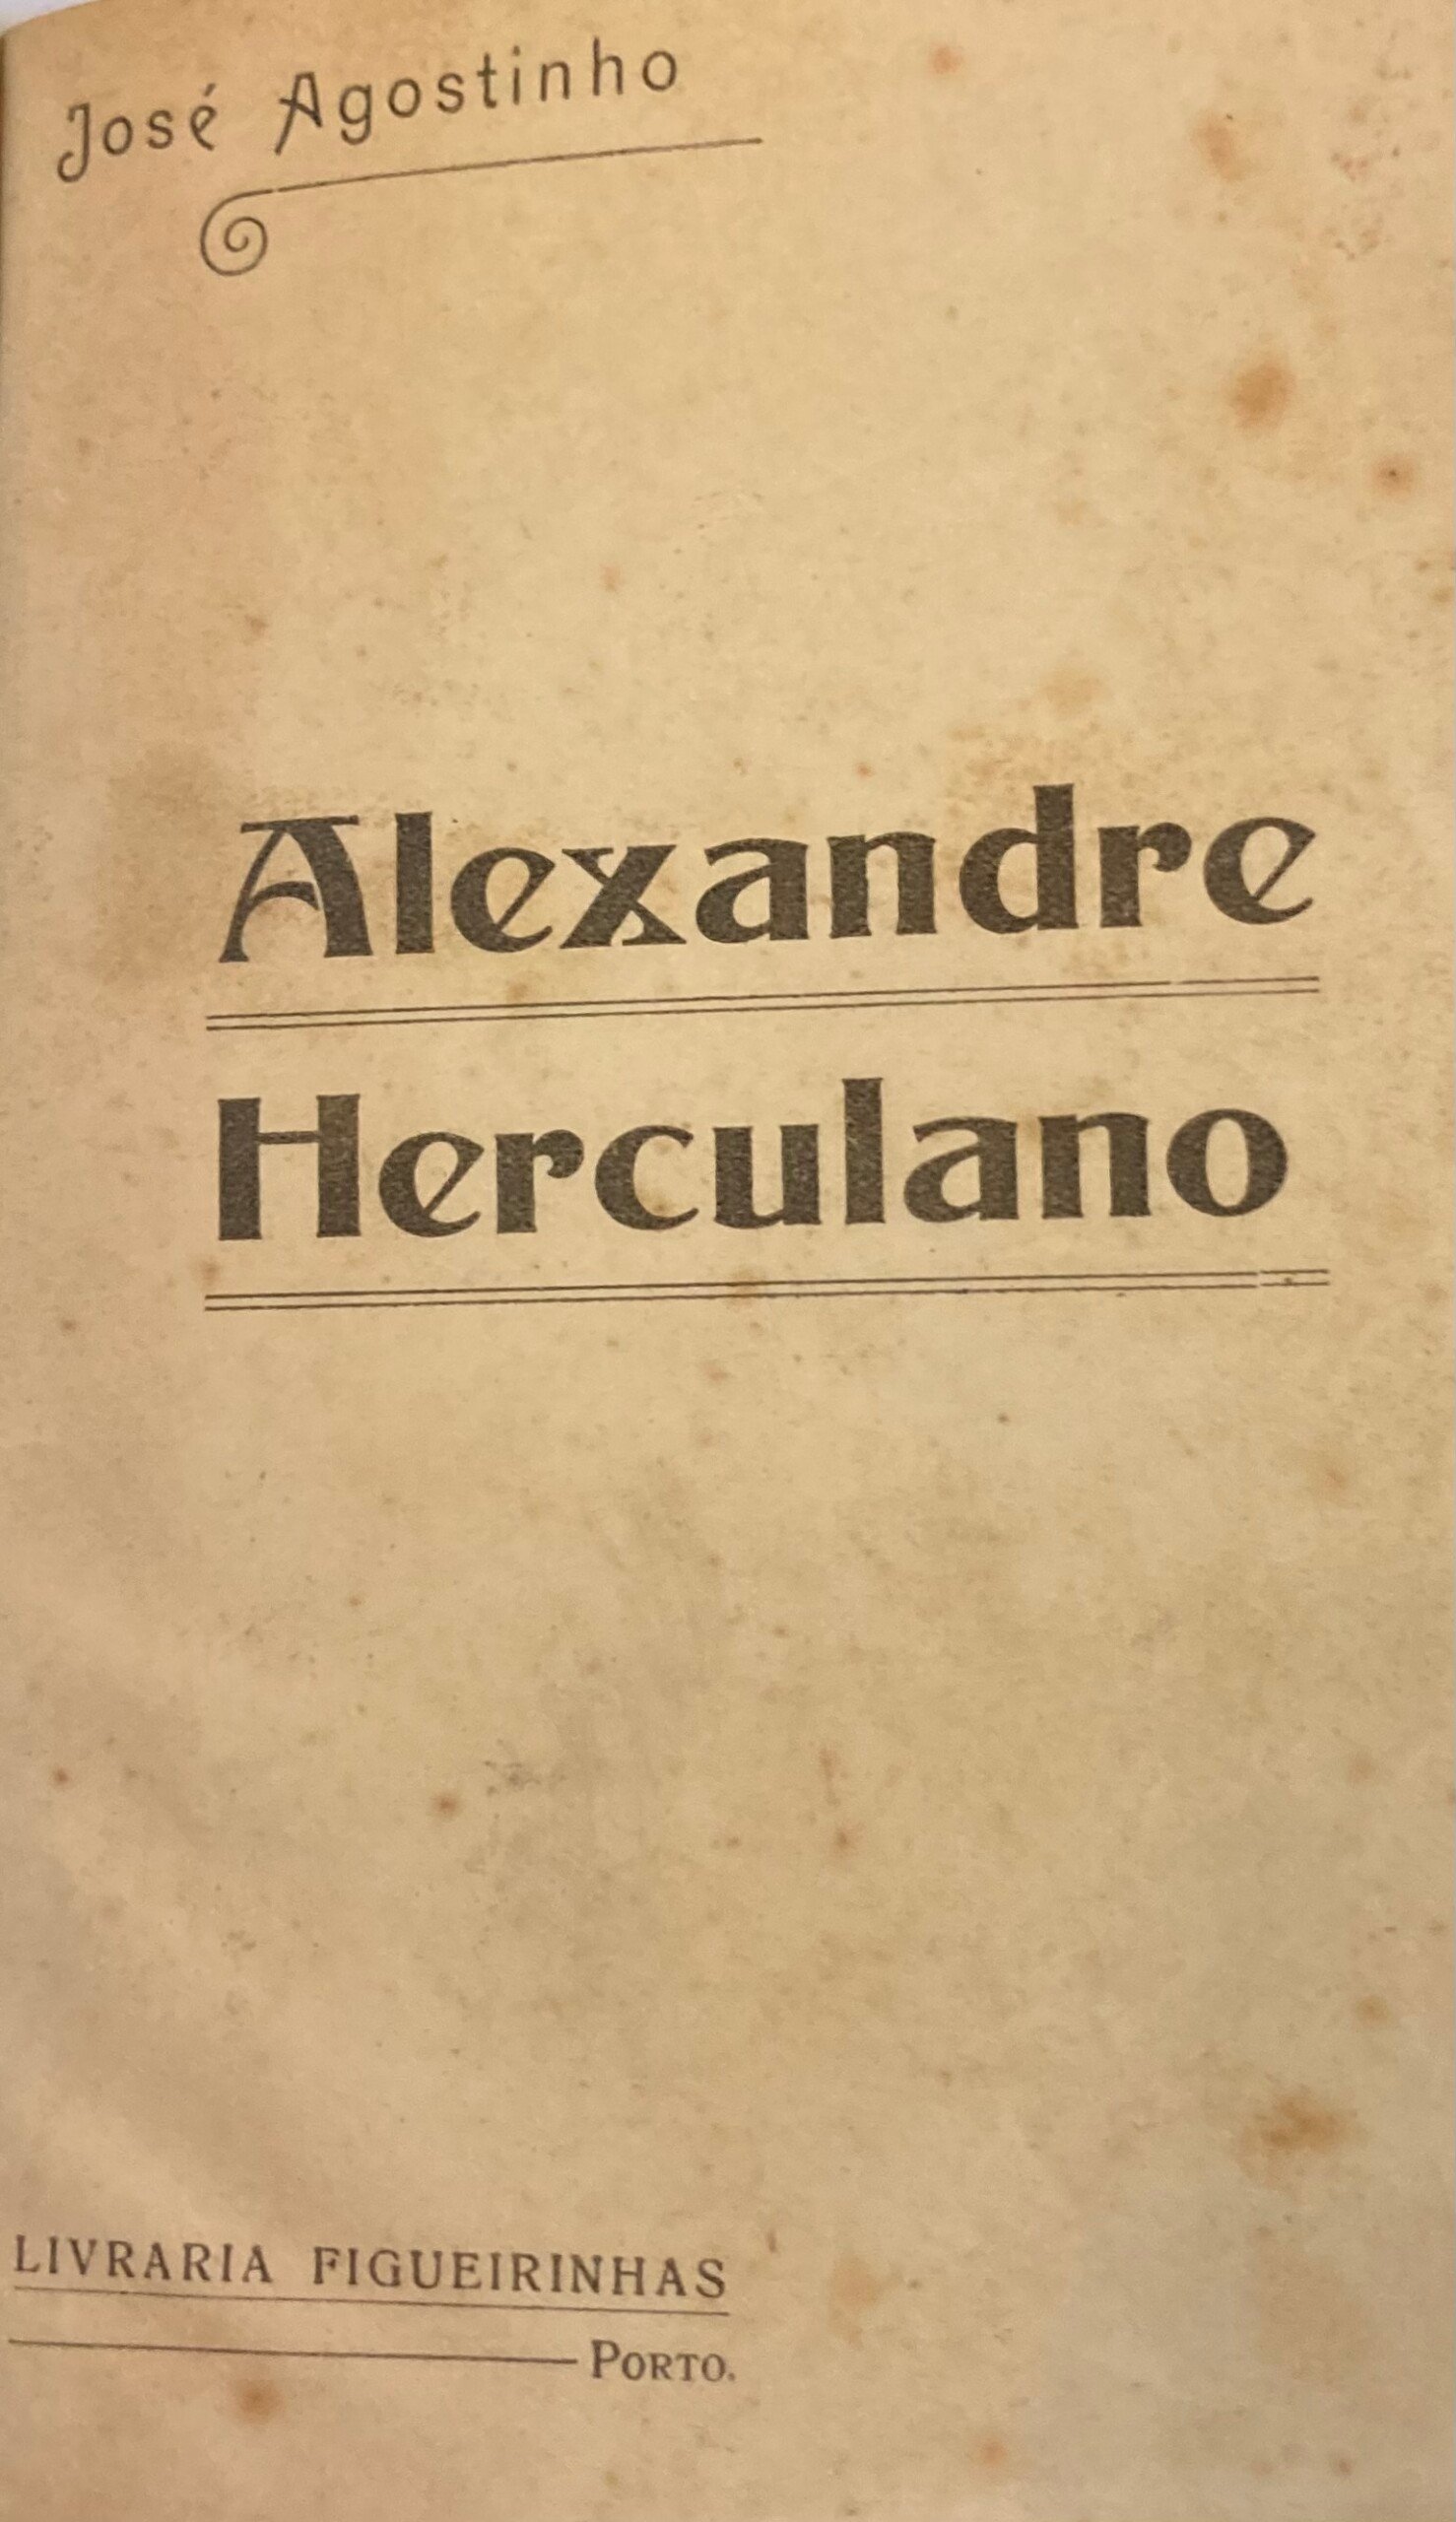 José Agostinho
Alexandre
Herculano
LIVRARIA FIGUEIRINHAS
PORTO.